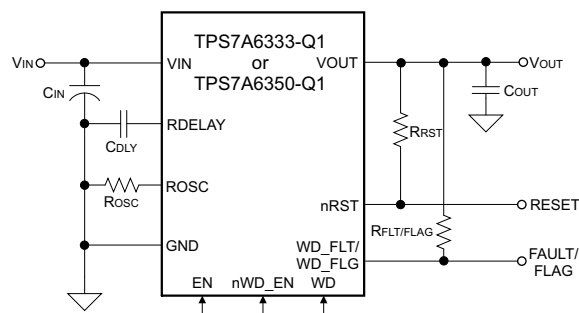 TPS7A6333-Q1
or
TPS7A6350-Q1
VIN
VIN
VOUT
VOUT
CIN
COUT
RDELAY
CDLY
RRST
ROSC
ROSC
nRST
RESET
RFLT/FLAG
GND
WD_FLT/
WD_FLG
FAULT/
FLAG
EN
nWD_EN
WD